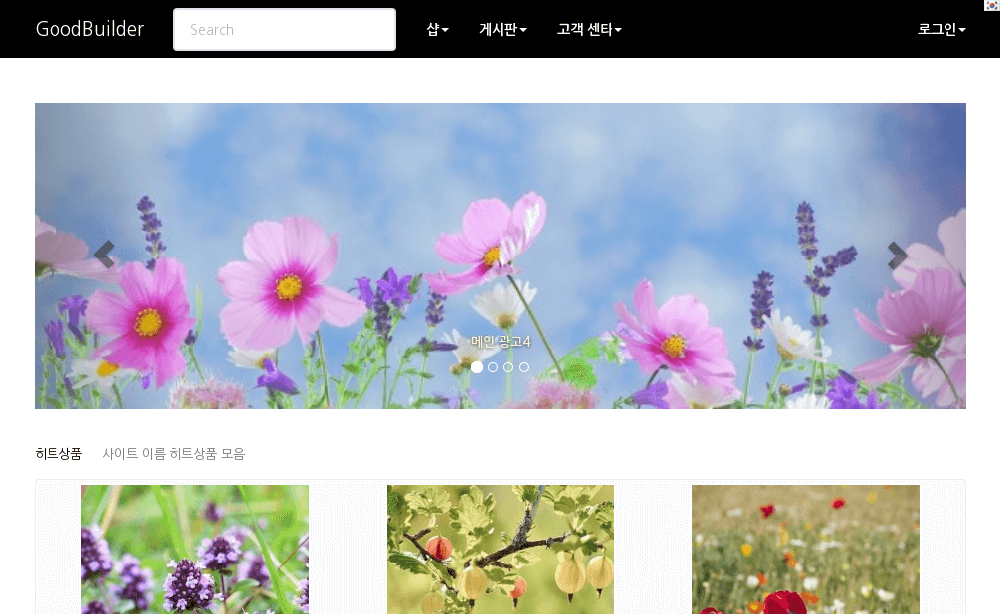 GoodBuilder
Search
샵
게시판
고객 센타
로그인
메인 광고4
히트상품
사이트 이름 히트상품 모음